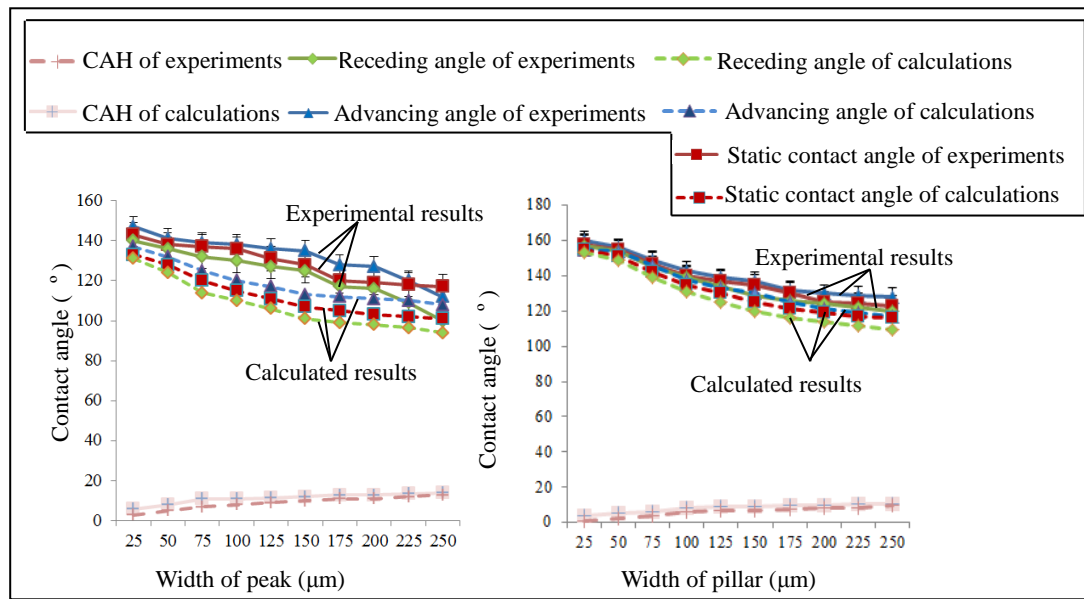 CAH of experiments
Receding angle of experiments
Receding angle of calculations
CAH of calculations
Advancing angle of experiments
Advancing angle of calculations
Static contact angle of experiments
Static contact angle of calculations
Contact angle ( º)
160
140
120
100
80
60
40
20
0
Experimental results
Calculated results
25 50 75 100 125 150 175 200 225 250
Width of peak (μm)
Contact angle ( º)
180
160
140
120
100
80
60
40
20
0
Experimental results
Calculated results
25 50 75 100 125 150 175 200 225 250
Width of pillar (μm)